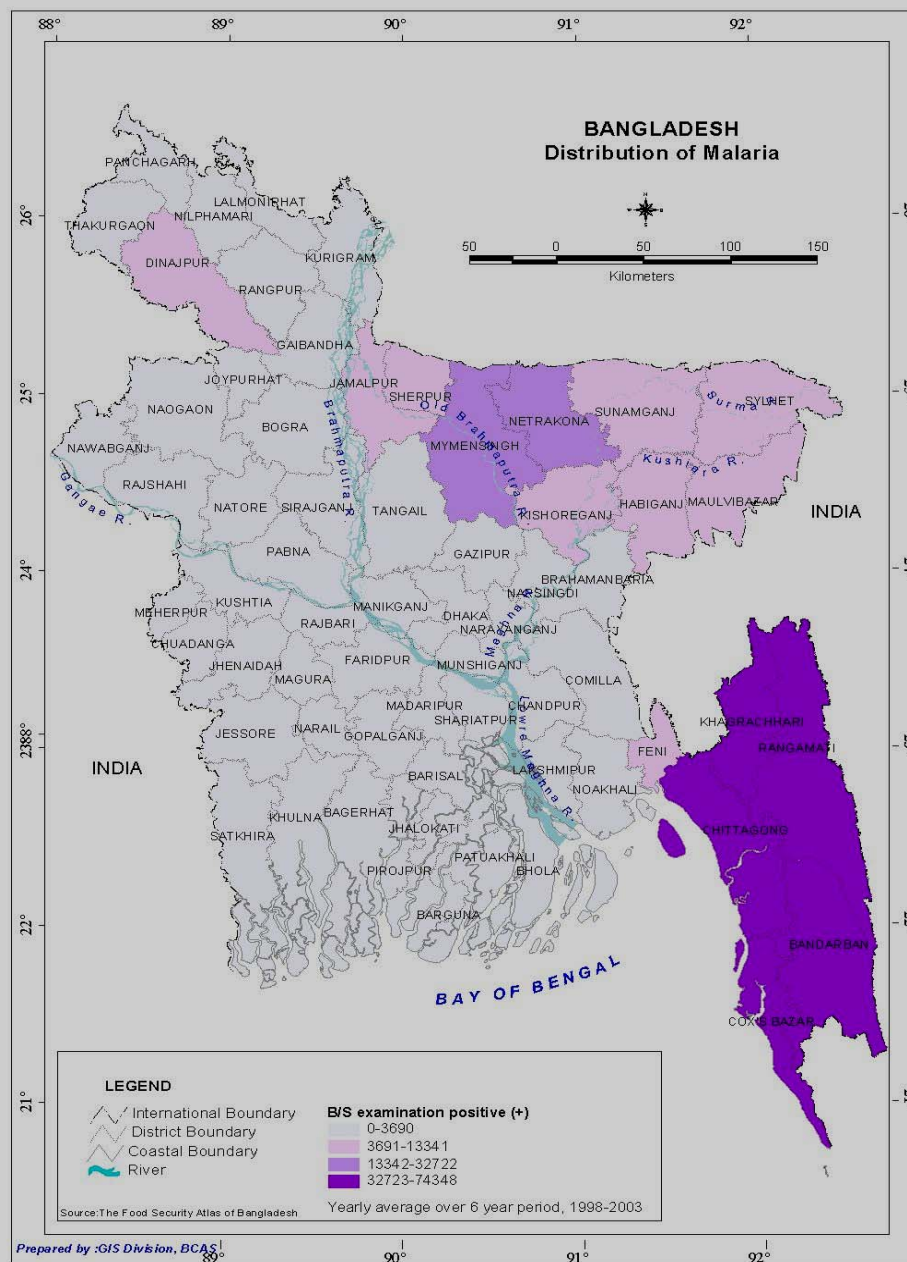 88°
89°
90°
91°
92°
BANGLADESH
Distribution of Malaria
N
50 0 50 100 150
Kilometers
26°
25°
24°
2388°
22°
21°
PANCHAGARH
LALMONIRHAT
NILPHAMARI
THAKURGAON
DINAJPUR
KURIGRAM
RANGPUR
GAIBANDHA
JOYPURHAT
JAMALPUR
SHERPUR
NAOGAON
BOGRA
Brahmaputra R.
Old Brahmaputra R.
NETRAKONA
MYMENSINGH
SUNAMGANJ
Surma R.
SYLHET
Kushiara R.
NAWABGANJ
RAJSHAHI
Gangae R.
NATORE
SIRAJGANJ
TANGAIL
KISHOREGANJ
HABIGANJ
MAULVIBAZAR
INDIA
PABNA
GAZIPUR
BRAHAMANBARIA
NARSINGDI
MEHERPUR
KUSHTIA
MANIKGANJ
DHAKA
RAJBARI
NARAYANGANJ
Meghna R.
HUADANGA
JHENAIDAH
FARIDPUR
MUNSHIGANJ
MAGURA
COMILLA
MADARIPUR
CHANDPUR
SHARIATPUR
JESSORE
NARAIL
GOPALGANJ
Lowre Maghna R.
KHAGRACHHARI
RANGAMATI
FENI
INDIA
BARISAL
LAKSHMIPUR
NOAKHALI
BAGERHAT
KHULNA
SATKHIRA
JHALOKATI
CHITTAGONG
PATUAKHALI
PIROJPUR
BHOLA
BARGUNA
BANDARBAN
BAY OF BENGAL
COX'S BAZAR
LEGEND
International Boundary
District Boundary
Coastal Boundary
River
B/S examination positive (+)
0-3690
3691-13341
13342-32722
32723-74348
Yearly average over 6 year period, 1998-2003
Source:The Food Security Atlas of Bangladesh
Prepared by :GIS Division, BCAS
89°
90°
91°
92°